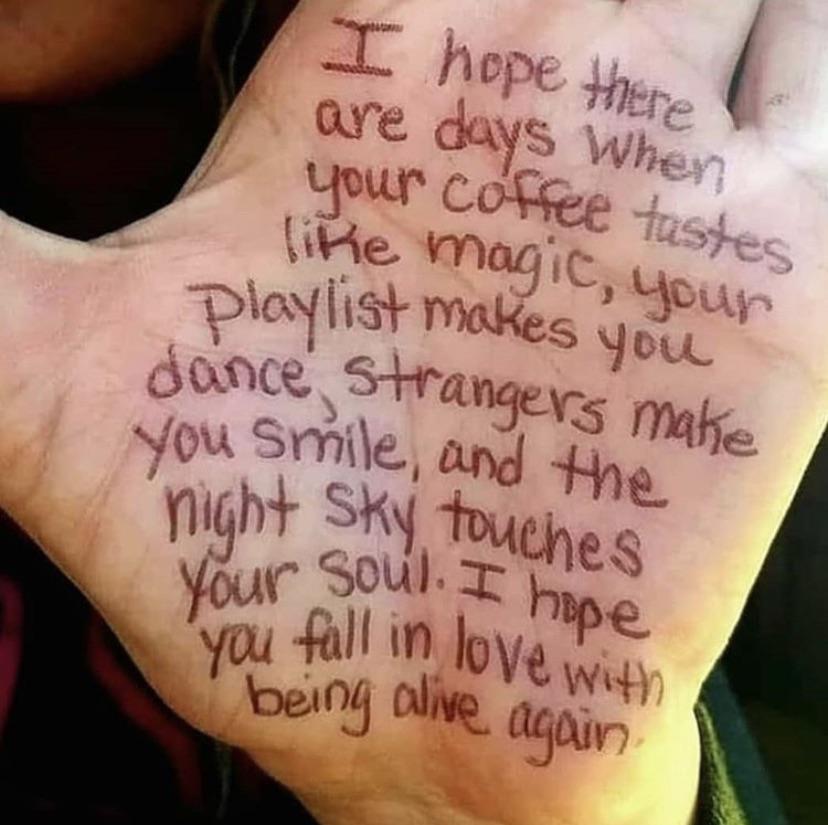 I hope there
are days when
your coffee tastes
like magic, your
playlist makes you
dance, strangers make
you smile, and the
night sky touches
your soul. I hope
you fall in love with
being alive again.